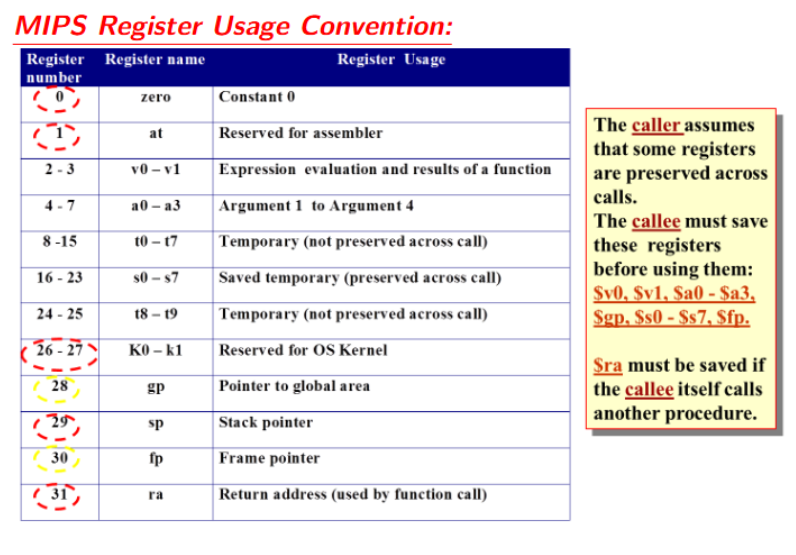 MIPS Register Usage Convention:
Register number Register name Register Usage
0 zero Constant 0
1 at Reserved for assembler
2 - 3 v0 – v1 Expression evaluation and results of a function
4 - 7 a0 – a3 Argument 1 to Argument 4
8 -15 t0 – t7 Temporary (not preserved across call)
16 - 23 s0 – s7 Saved temporary (preserved across call)
24 - 25 t8 – t9 Temporary (not preserved across call)
26 - 27 K0 – k1 Reserved for OS Kernel
28 gp Pointer to global area
29 sp Stack pointer
30 fp Frame pointer
31 ra Return address (used by function call)
The caller assumes
that some registers
are preserved across
calls.
The callee must save
these registers
before using them:
$v0, $v1, $a0 - $a3,
$gp, $s0 - $s7, $fp.
$ra must be saved if
the callee itself calls
another procedure.